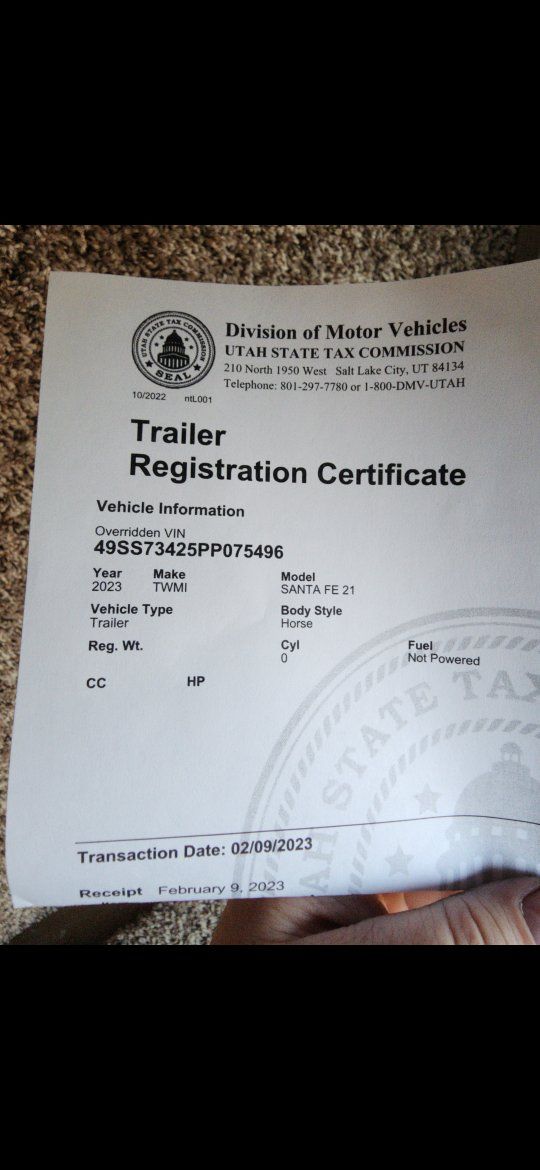 UTAH STATE TAX COMMISSION
SEAL
Division of Motor Vehicles
UTAH STATE TAX COMMISSION
210 North 1950 West Salt Lake City, UT 84134
Telephone: 801-297-7780 or 1-800-DMV-UTAH
10/2022 ntL001
Trailer
Registration Certificate
Vehicle Information
Overridden VIN
49SS73425PP075496
Year Make Model
2023 TWMI SANTA FE 21
Vehicle Type Body Style
Trailer Horse
Reg. Wt. Cyl Fuel
0 Not Powered
CC HP
AH STATE TAX
Transaction Date: 02/09/2023
Receipt February 9, 2023